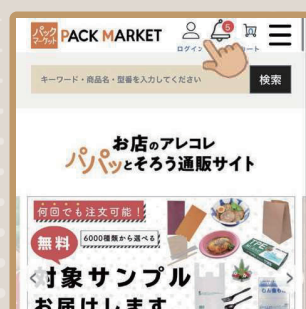 パック
マーケット PACK MARKET
5
ログイン
ート
キーワード・商品名・型番を入力してください 検索
お店のアレコレ
パパッとそろう通販サイト
何回でも注文可能!
無料 6000種類から選べる
対象サンプル
お届けします